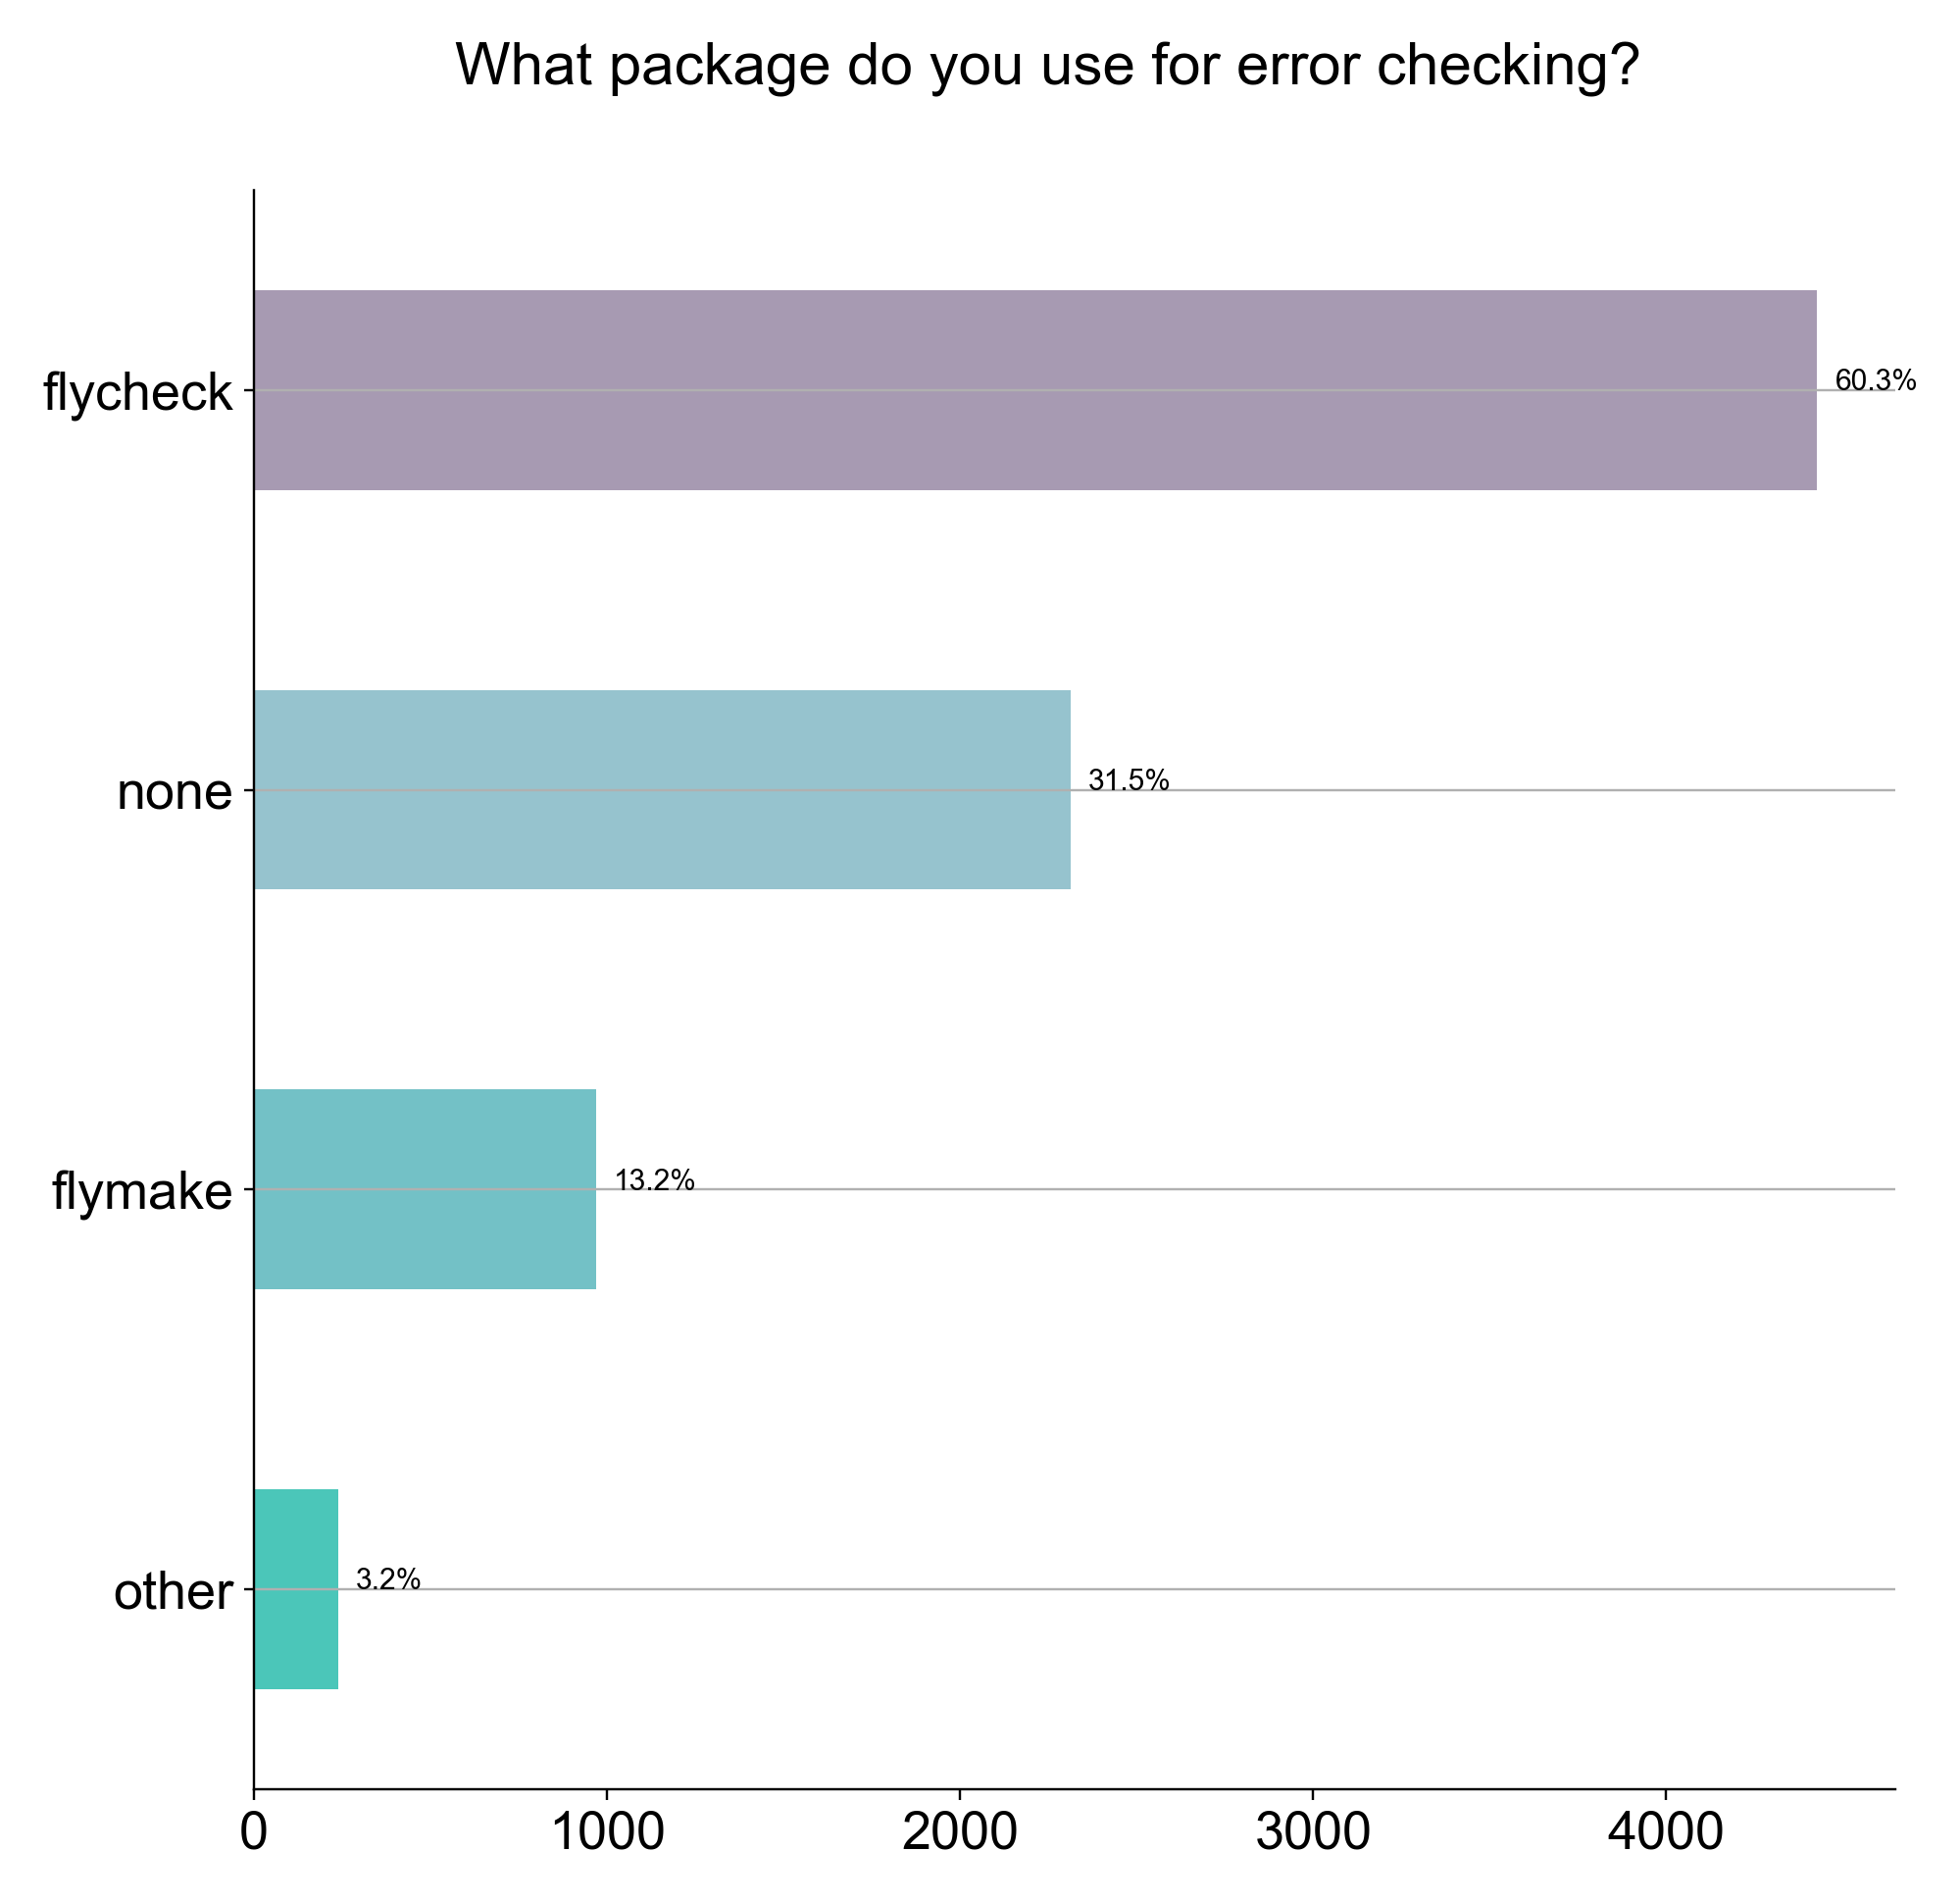 What package do you use for error checking?
flycheck
60.3%
none
31.5%
flymake
13.2%
other
3.2%
0 1000 2000 3000 4000